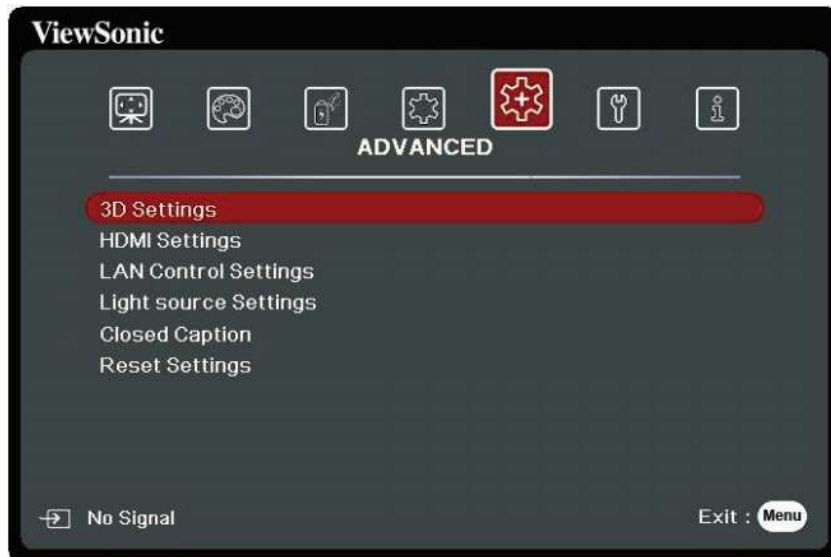 ViewSonic
ADVANCED
3D Settings
HDMI Settings
LAN Control Settings
Light source Settings
Closed Caption
Reset Settings
No Signal
Exit : Menu